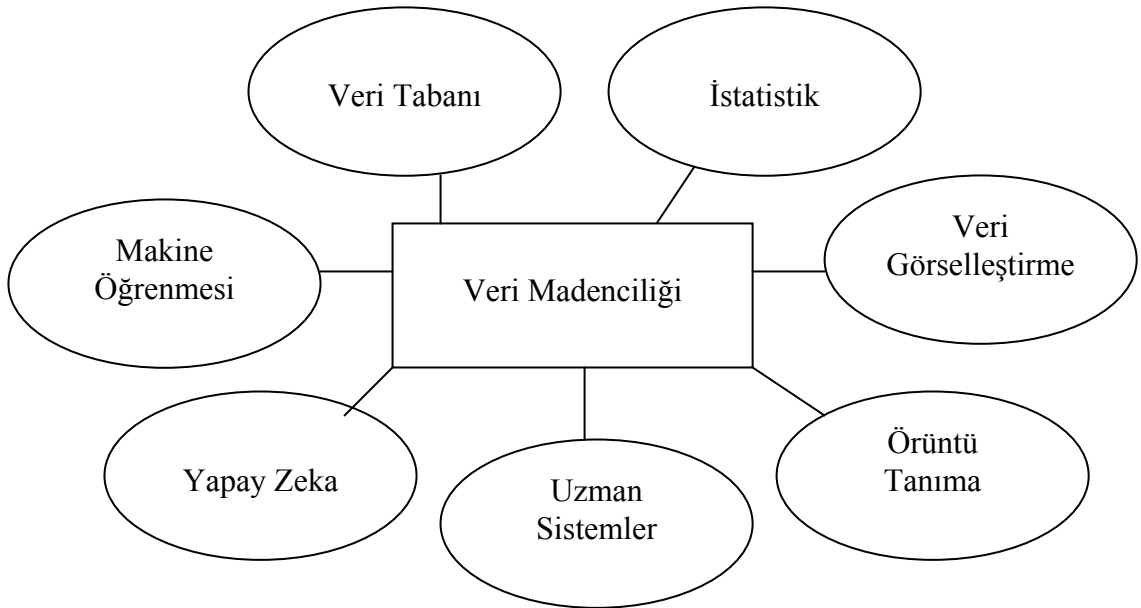 Veri Tabanı
İstatistik
Makine
Öğrenmesi
Veri Madenciliği
Veri
Görselleştirme
Yapay Zeka
Uzman
Sistemler
Örüntü
Tanıma